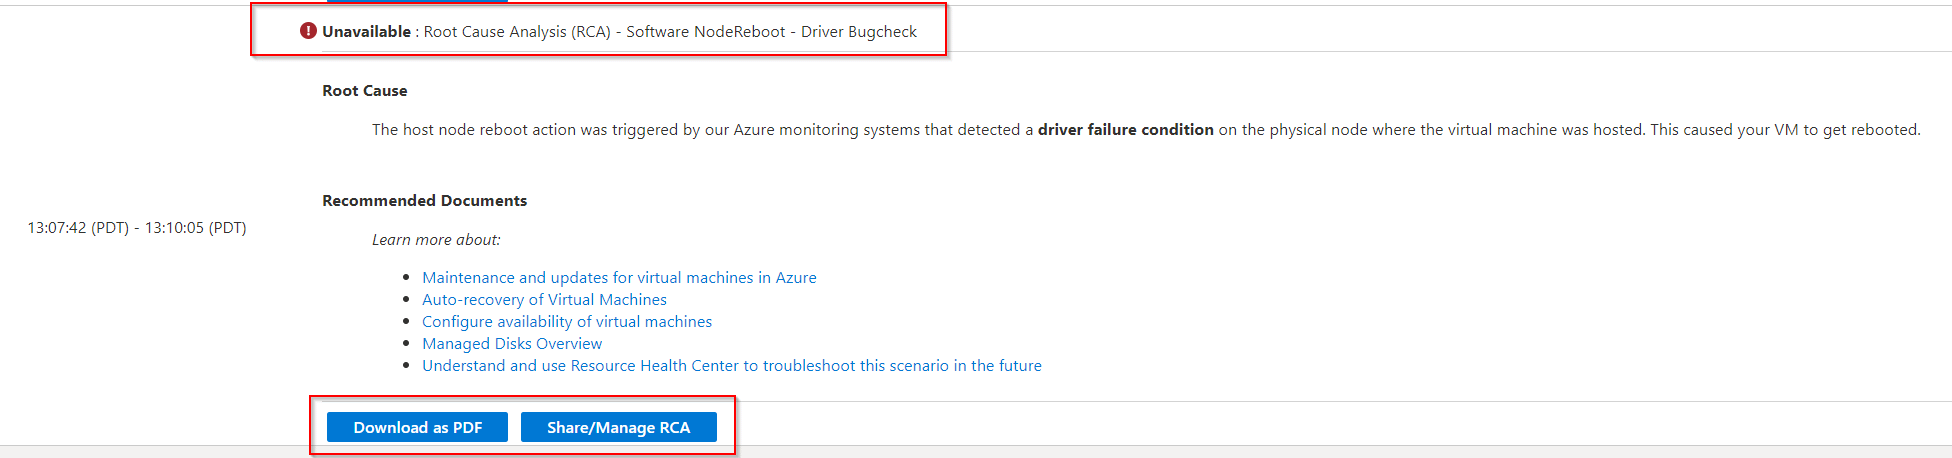 Unavailable : Root Cause Analysis (RCA) - Software NodeReboot - Driver Bugcheck
Root Cause
The host node reboot action was triggered by our Azure monitoring systems that detected a driver failure condition on the physical node where the virtual machine was hosted. This caused your VM to get rebooted.
Recommended Documents
13:07:42 (PDT) - 13:10:05 (PDT)
Learn more about:
Maintenance and updates for virtual machines in Azure
Auto-recovery of Virtual Machines
Configure availability of virtual machines
Managed Disks Overview
Understand and use Resource Health Center to troubleshoot this scenario in the future
Download as PDF
Share/Manage RCA